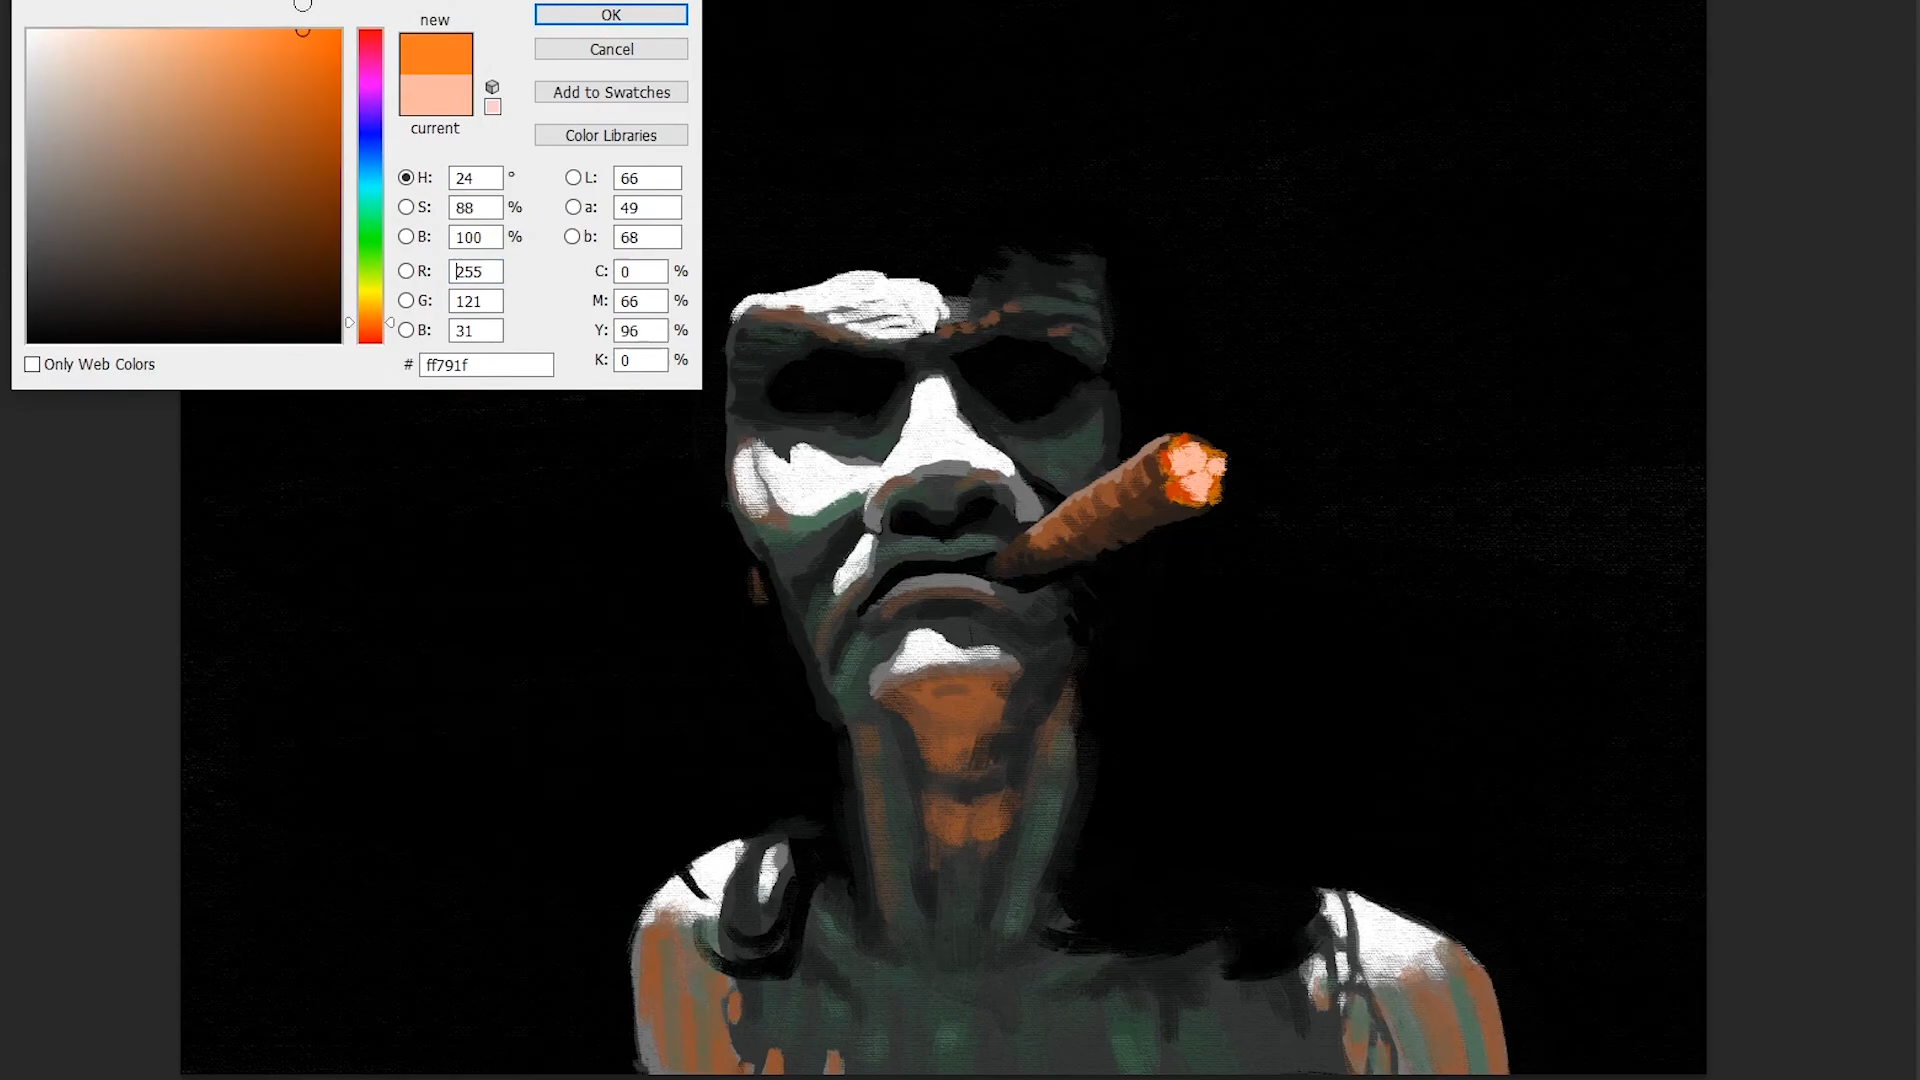 new
OK
Cancel
Add to Swatches
current
Color Libraries
H: 24 °
L: 66
S: 88 %
a: 49
B: 100 %
b: 68
R: 255
C: 0 %
G: 121
M: 66 %
B: 31
Y: 96 %
Only Web Colors
# ff791f
K: 0 %